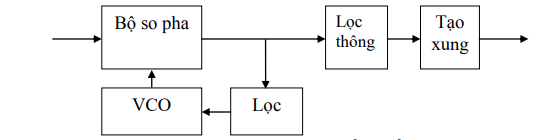 Bộ so pha
Lọc
thông
Tạo
xung
VCO
Lọc